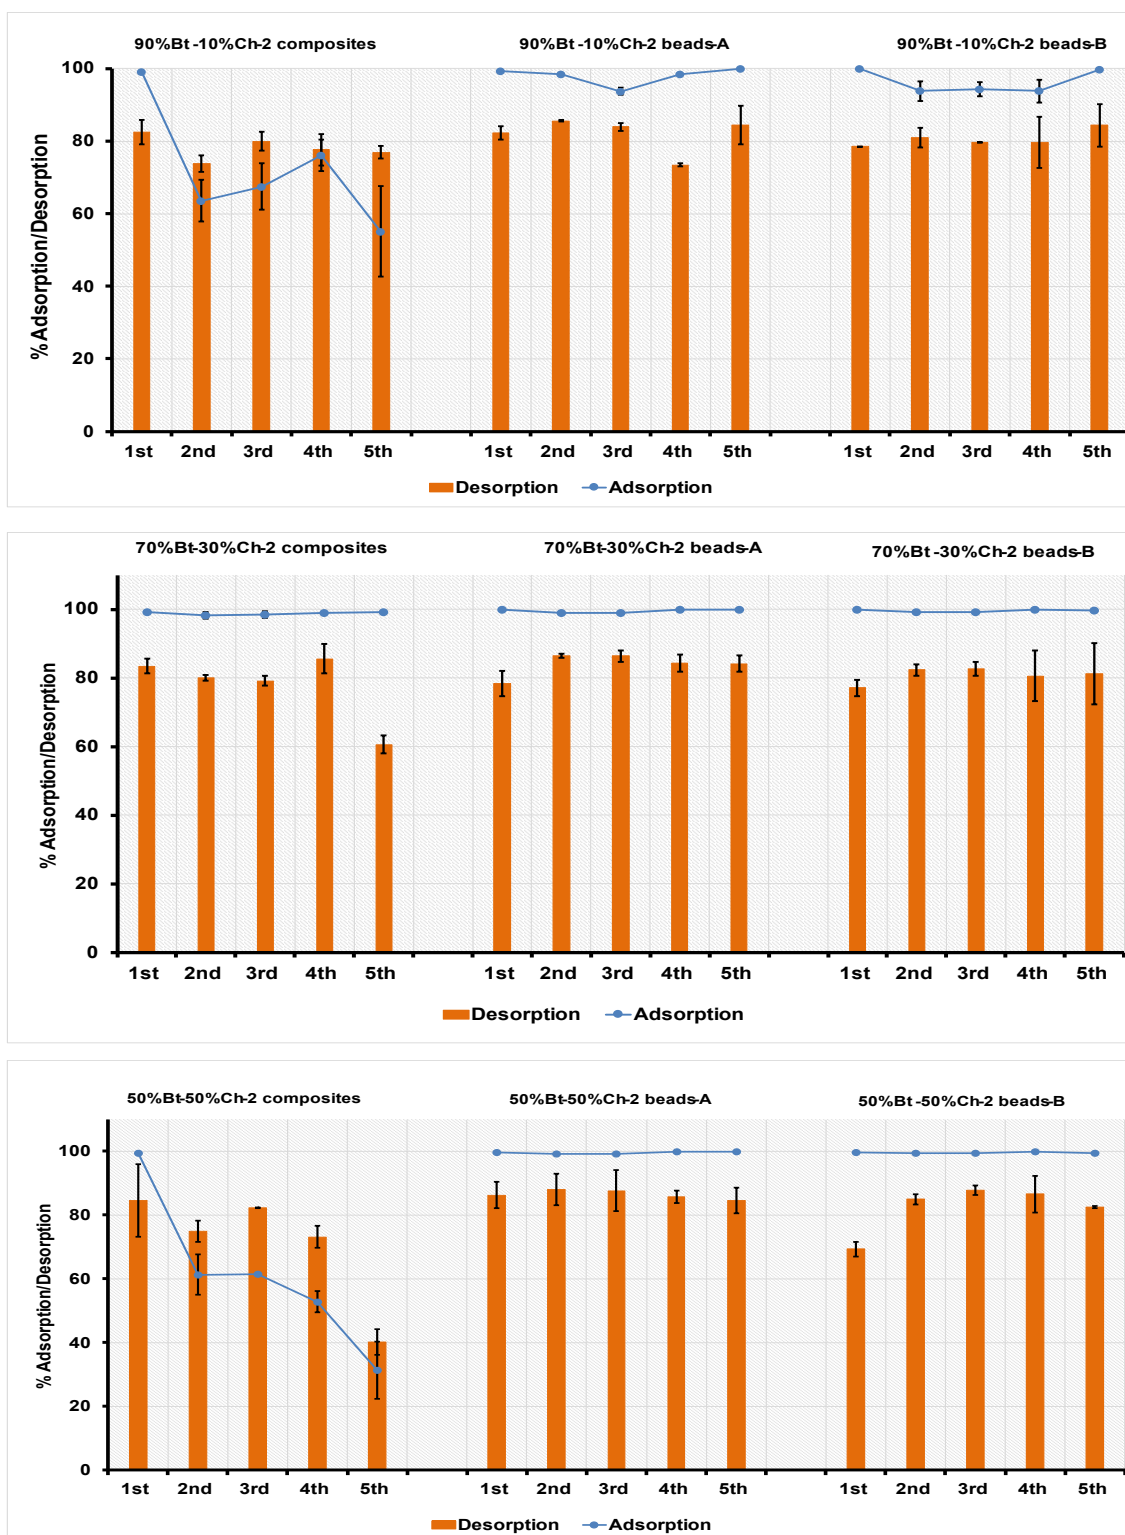 90%Bt -10%Ch-2 composites 90%Bt -10%Ch-2 beads-A 90%Bt -10%Ch-2 beads-B
% Adsorption/Desorption
100
80
60
40
20
0
1st 2nd 3rd 4th 5th 1st 2nd 3rd 4th 5th 1st 2nd 3rd 4th 5th
Desorption Adsorption
70%Bt-30%Ch-2 composites 70%Bt-30%Ch-2 beads-A 70%Bt -30%Ch-2 beads-B
% Adsorption/Desorption
100
80
60
40
20
0
1st 2nd 3rd 4th 5th 1st 2nd 3rd 4th 5th 1st 2nd 3rd 4th 5th
Desorption Adsorption
50%Bt-50%Ch-2 composites 50%Bt-50%Ch-2 beads-A 50%Bt -50%Ch-2 beads-B
% Adsorption/Desorption
100
80
60
40
20
0
1st 2nd 3rd 4th 5th 1st 2nd 3rd 4th 5th 1st 2nd 3rd 4th 5th
Desorption Adsorption